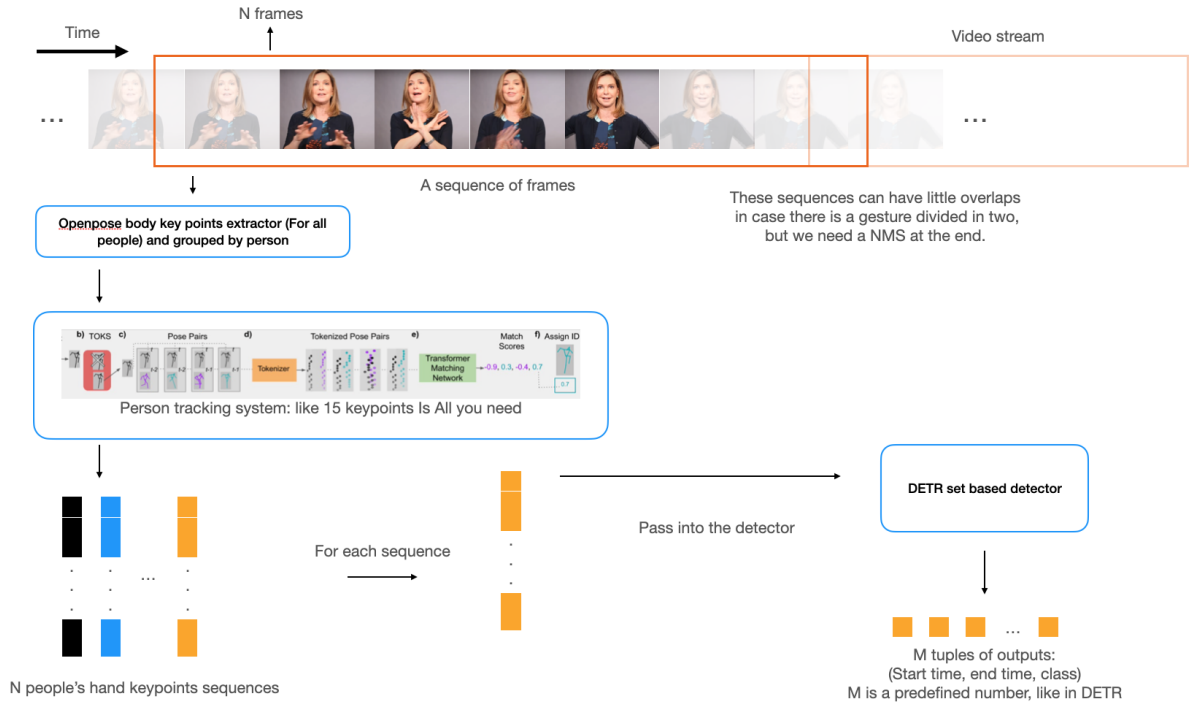 N frames
Time
Video stream
...
...
A sequence of frames
These sequences can have little overlaps
in case there is a gesture divided in two,
but we need a NMS at the end.
Openpose body key points extractor (For all
people) and grouped by person
b) TOKS c) Pose Pairs d) Tokenized Pose Pairs e) Match Scores f) Assign ID
t t t t
t-2 t-2 t-1 t-1
Tokenizer
Transformer
Matching
Network
-0.9, 0.3, -0.4, 0.7
0.7
Person tracking system: like 15 keypoints Is All you need
DETR set based detector
Pass into the detector
For each sequence
...
...
M tuples of outputs:
(Start time, end time, class)
M is a predefined number, like in DETR
N people's hand keypoints sequences